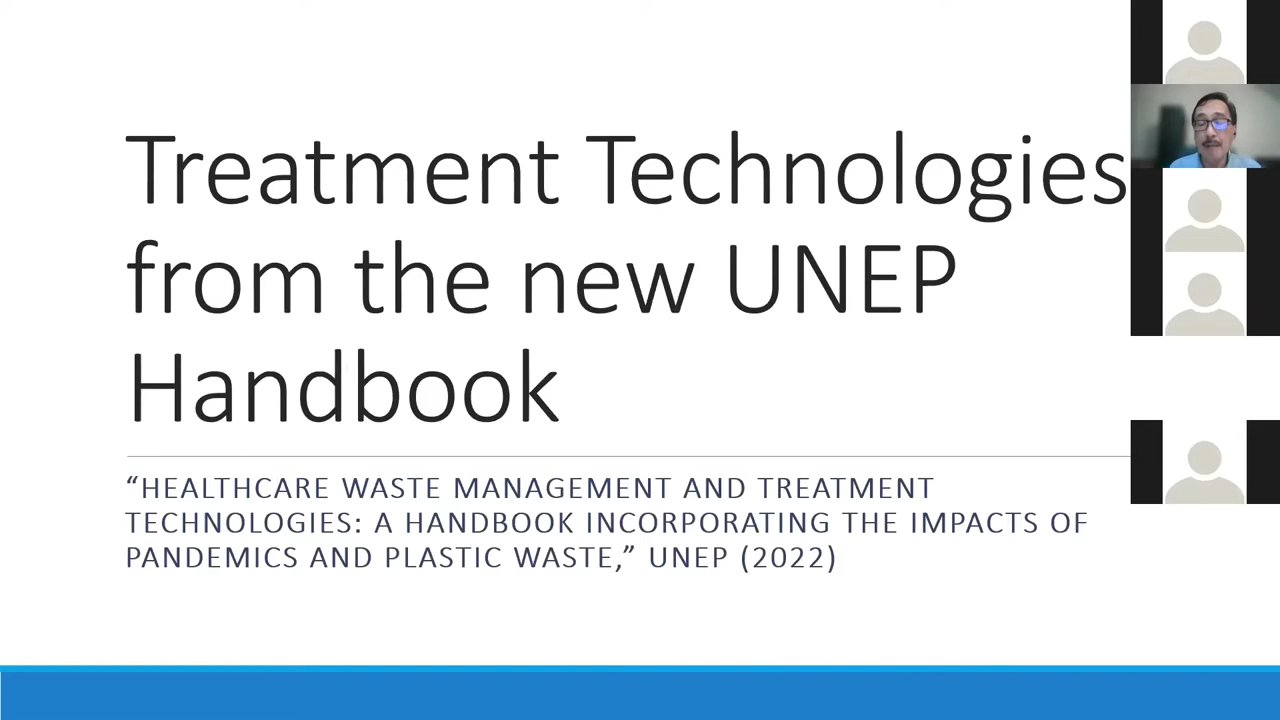 Treatment Technologies
from the new UNEP
Handbook
“HEALTHCARE WASTE MANAGEMENT AND TREATMENT
TECHNOLOGIES: A HANDBOOK INCORPORATING THE IMPACTS OF
PANDEMICS AND PLASTIC WASTE,” UNEP (2022)